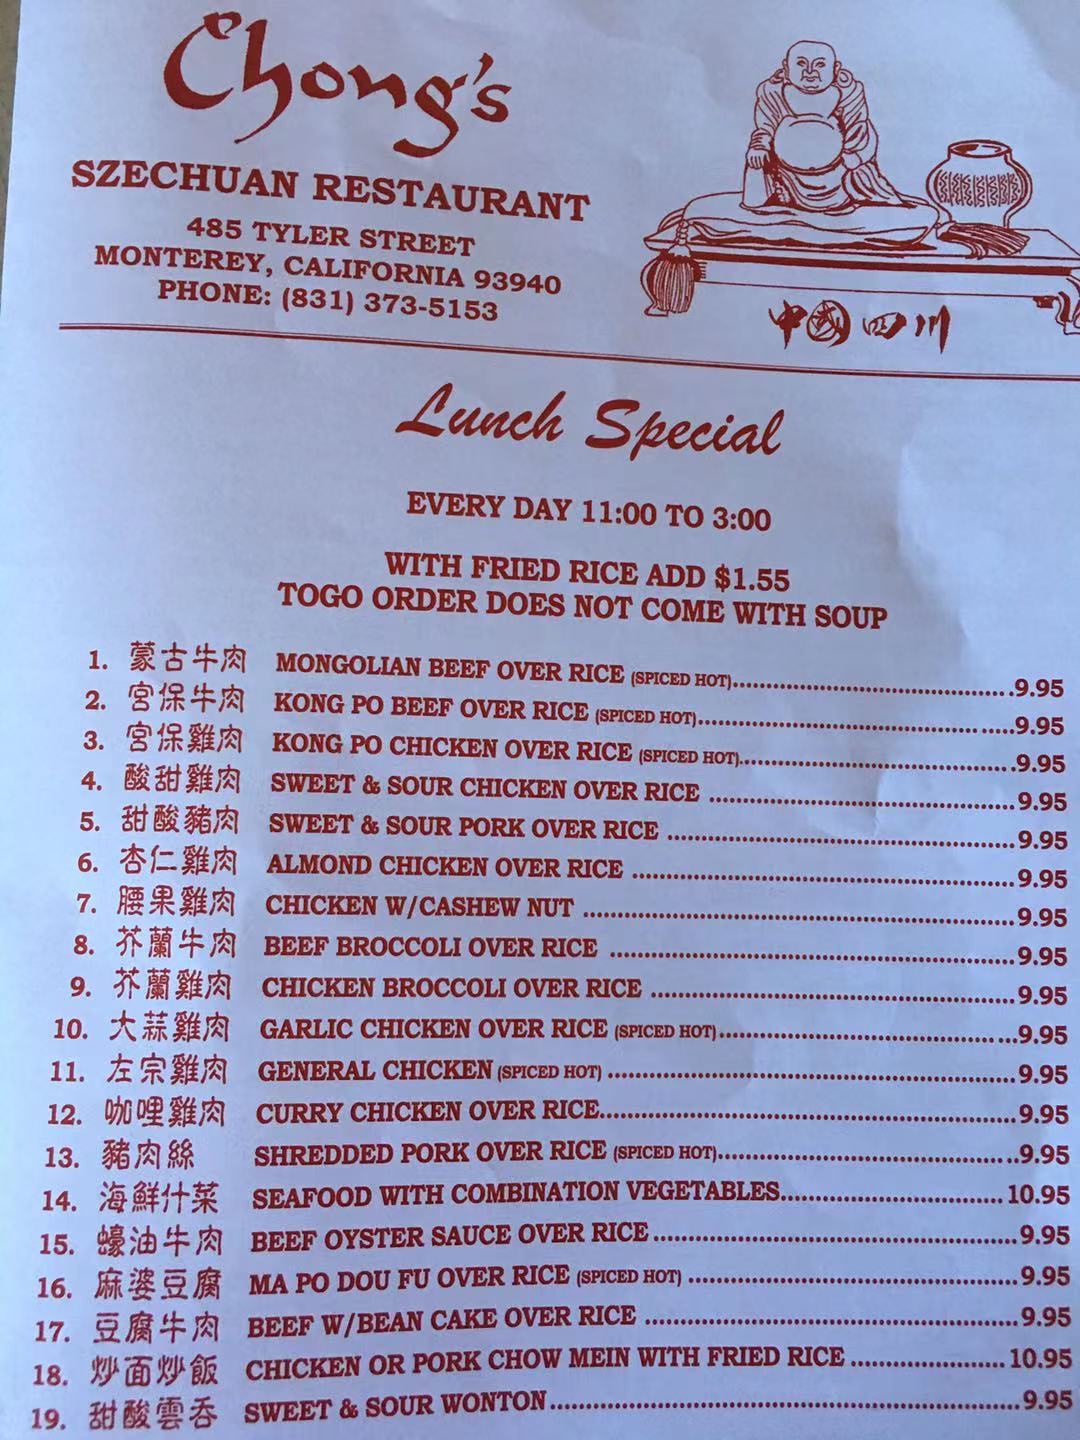 Chong's
SZECHUAN RESTAURANT
485 TYLER STREET
MONTEREY, CALIFORNIA 93940
PHONE: (831) 373-5153
中國四川
Lunch Special
EVERY DAY 11:00 TO 3:00
WITH FRIED RICE ADD $1.55
TOGO ORDER DOES NOT COME WITH SOUP
1. 蒙古牛肉 MONGOLIAN BEEF OVER RICE (SPICED HOT) 9.95
2. 宮保牛肉 KONG PO BEEF OVER RICE (SPICED HOT) 9.95
3. 宮保雞肉 KONG PO CHICKEN OVER RICE (SPICED HOT) 9.95
4. 酸甜雞肉 SWEET & SOUR CHICKEN OVER RICE 9.95
5. 甜酸豬肉 SWEET & SOUR PORK OVER RICE 9.95
6. 杏仁雞肉 ALMOND CHICKEN OVER RICE 9.95
7. 腰果雞肉 CHICKEN W/CASHEW NUT 9.95
8. 芥蘭牛肉 BEEF BROCCOLI OVER RICE 9.95
9. 芥蘭雞肉 CHICKEN BROCCOLI OVER RICE 9.95
10. 大蒜雞肉 GARLIC CHICKEN OVER RICE (SPICED HOT) 9.95
11. 左宗雞肉 GENERAL CHICKEN (SPICED HOT) 9.95
12. 咖哩雞肉 CURRY CHICKEN OVER RICE 9.95
13. 豬肉絲 SHREDDED PORK OVER RICE (SPICED HOT) 9.95
14. 海鮮什菜 SEAFOOD WITH COMBINATION VEGETABLES 10.95
15. 蠔油牛肉 BEEF OYSTER SAUCE OVER RICE 9.95
16. 麻婆豆腐 MA PO DOU FU OVER RICE (SPICED HOT) 9.95
17. 豆腐牛肉 BEEF W/BEAN CAKE OVER RICE 9.95
18. 炒面炒飯 CHICKEN OR PORK CHOW MEIN WITH FRIED RICE 10.95
19. 甜酸雲吞 SWEET & SOUR WONTON 9.95